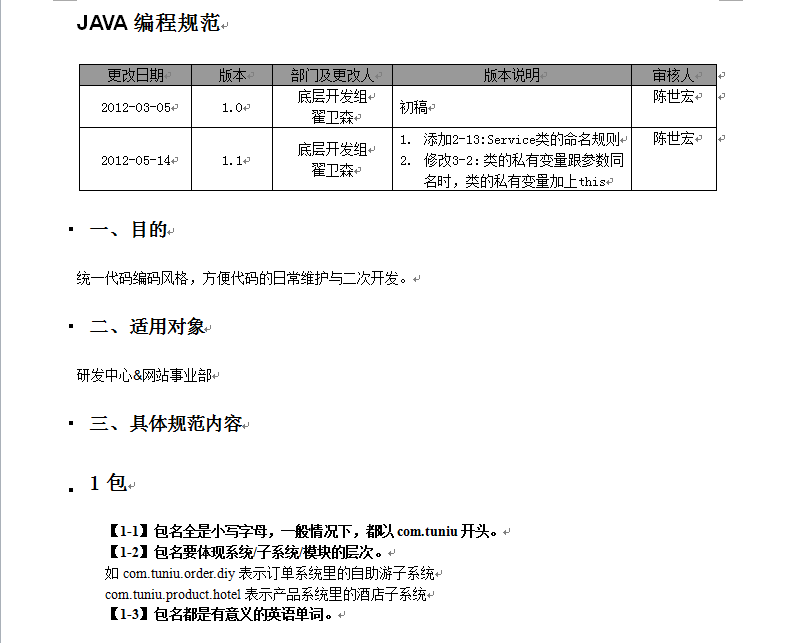 JAVA 编程规范
更改日期 版本 部门及更改人 版本说明 审核人
2012-03-05 1.0 底层开发组 翟卫森 初稿 陈世宏
2012-05-14 1.1 底层开发组 翟卫森 1. 添加2-13:Service类的命名规则 陈世宏
2. 修改3-2：类的私有变量跟参数同
名时，类的私有变量加上this
一、目的
统一代码编码风格，方便代码的日常维护与二次开发。
二、适用对象
研发中心&网站事业部
三、具体规范内容
1 包
【1-1】包名全是小写字母，一般情况下，都以 com.tuniu 开头。
【1-2】包名要体现系统/子系统/模块的层次。
如 com.tuniu.order.diy 表示订单系统里的自助游子系统
com.tuniu.product.hotel 表示产品系统里的酒店子系统
【1-3】包名都是有意义的英语单词。